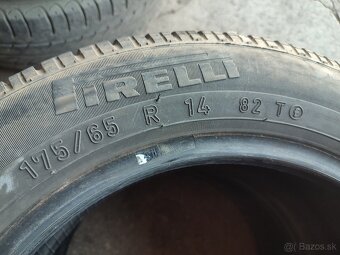 PIRELLI
175/65 R 14 82 T
© Bazos.sk